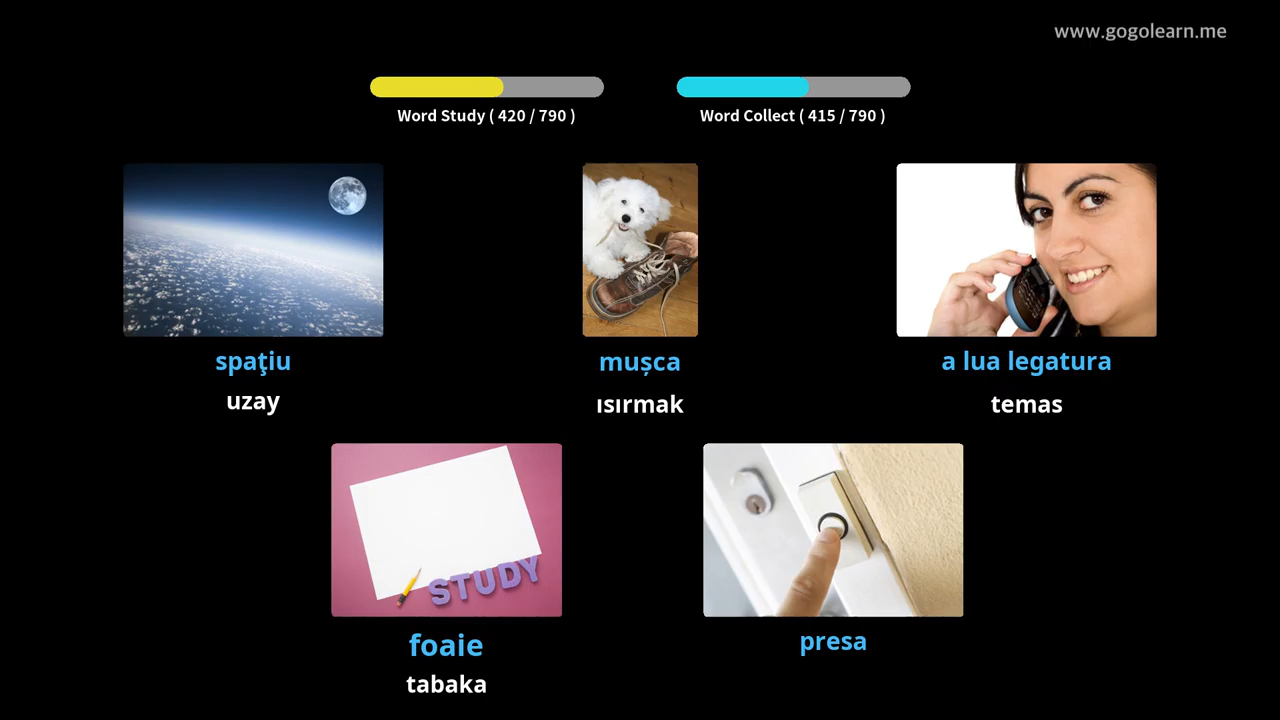 www.gogolearn.me
Word Study ( 420 / 790 )
Word Collect ( 415 / 790 )
spaţiu
mușca
a lua legatura
uzay
ısırmak
temas
STUDY
foaie
presa
tabaka